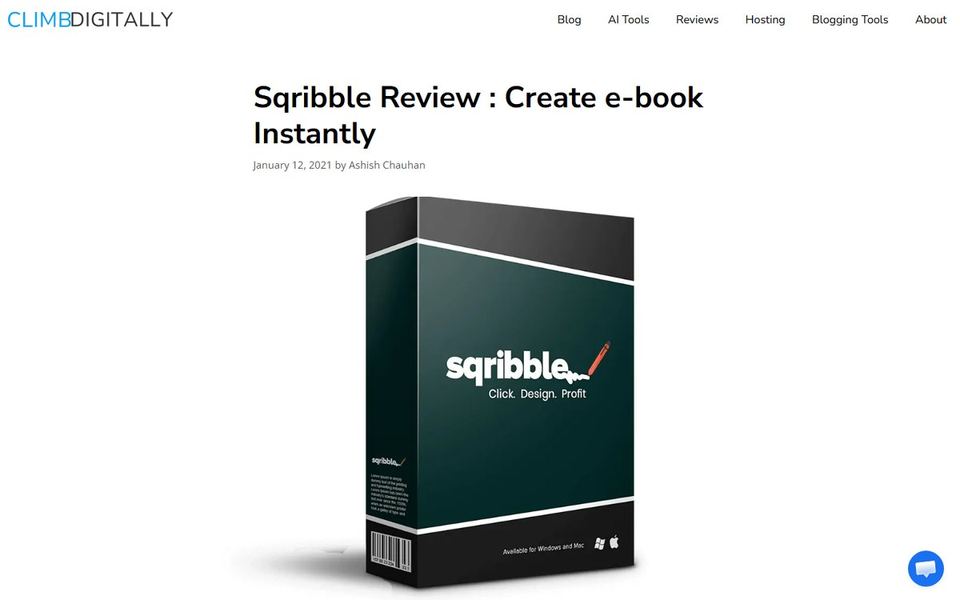 CLIMBDIGITALLY
Blog AI Tools Reviews Hosting Blogging Tools About
Sqribble Review : Create e-book
Instantly
January 12, 2021 by Ashish Chauhan
sqribble
Click. Design. Profit
sqribble
Available for Windows and Mac